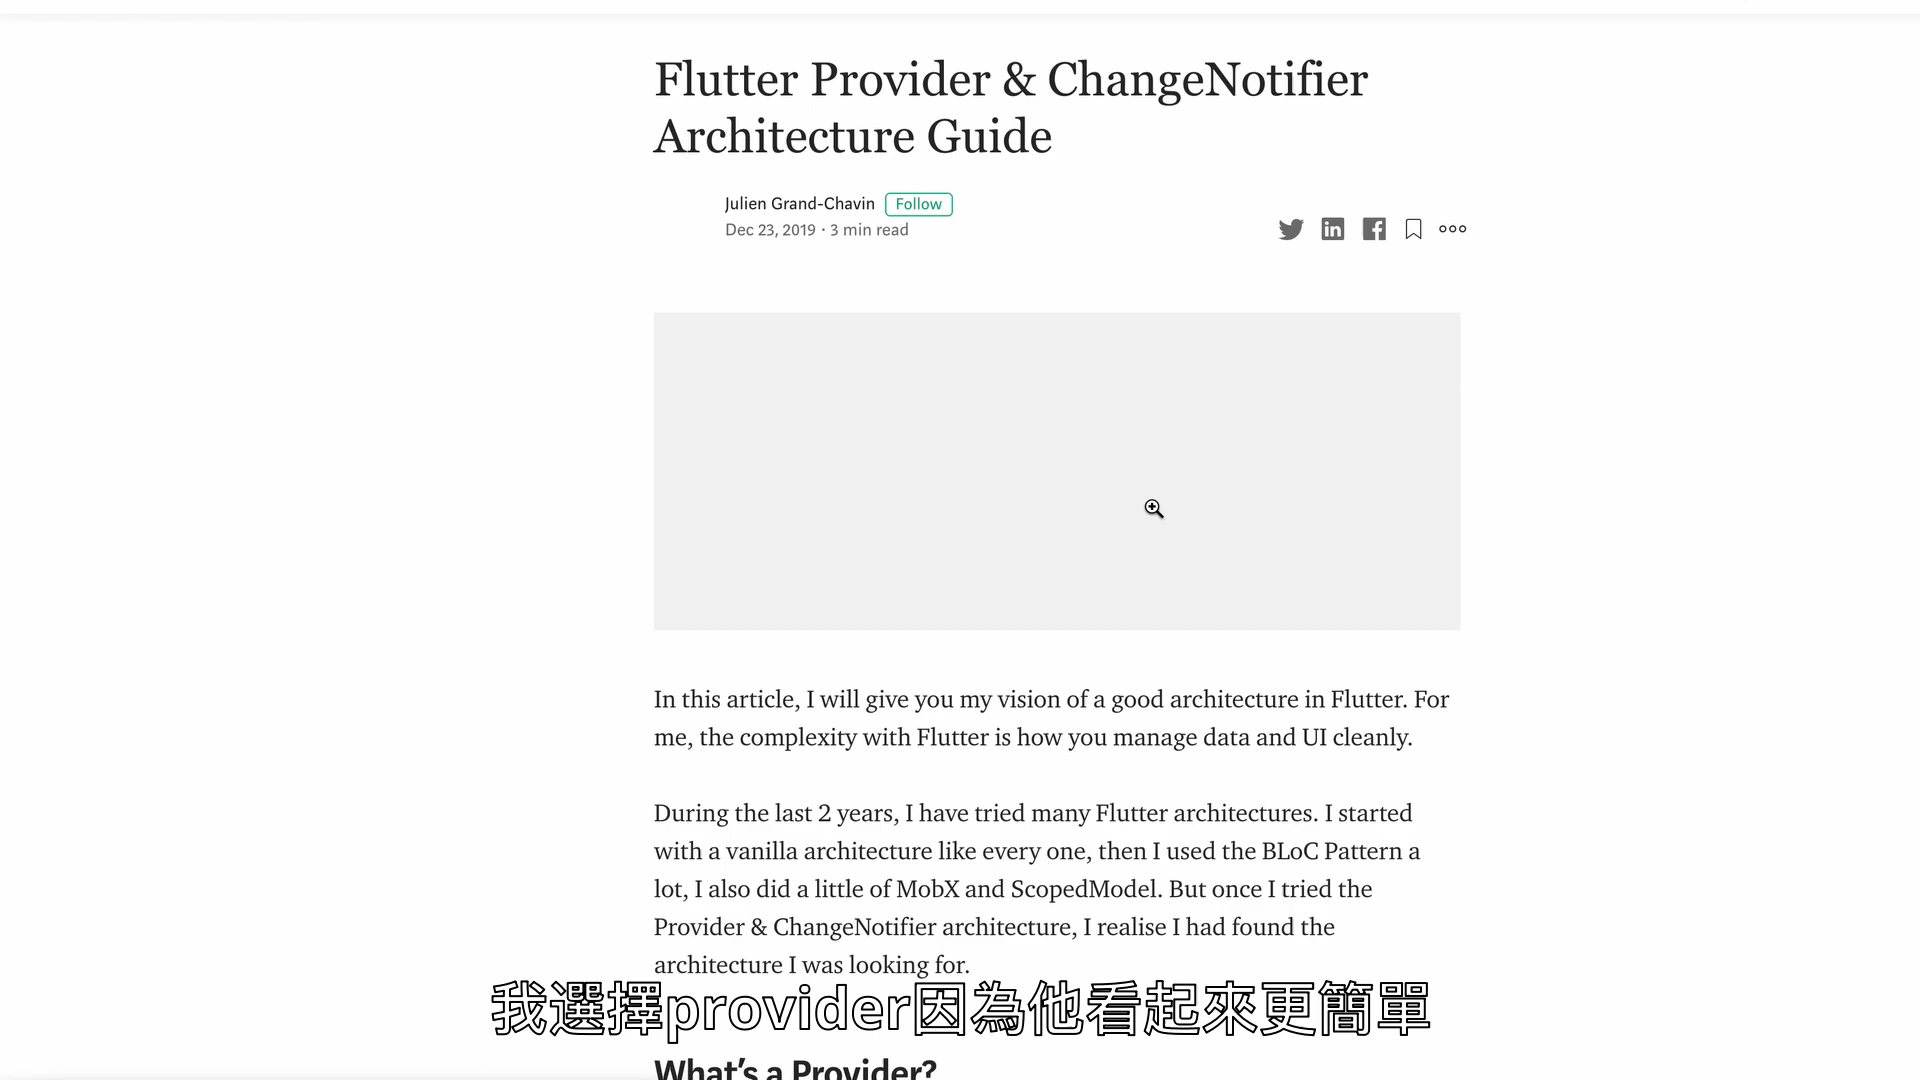 Flutter Provider & ChangeNotifier
Architecture Guide
Julien Grand-Chavin Follow
Dec 23, 2019 · 3 min read
In this article, I will give you my vision of a good architecture in Flutter. For
me, the complexity with Flutter is how you manage data and UI cleanly.
During the last 2 years, I have tried many Flutter architectures. I started
with a vanilla architecture like every one, then I used the BLoC Pattern a
lot, I also did a little of MobX and ScopedModel. But once I tried the
Provider & ChangeNotifier architecture, I realise I had found the
architecture I was looking for.
我選擇provider因為他看起來更簡單
What's a Provider?